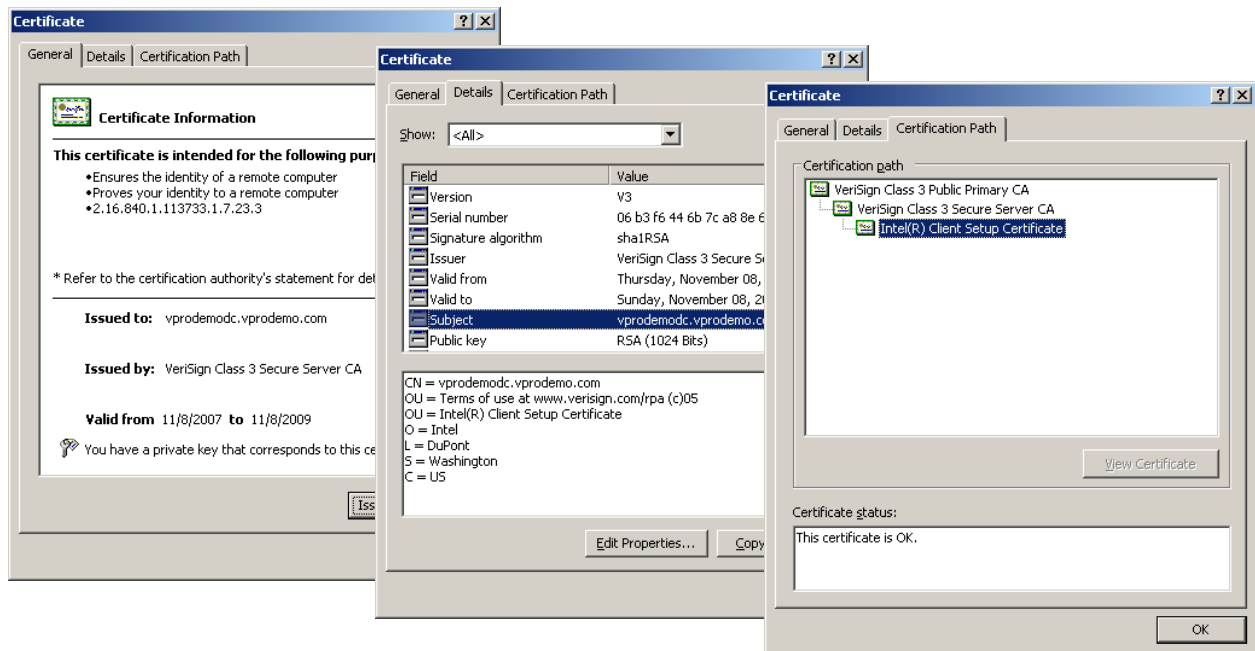 Certificate
General Details Certification Path
Certificate Information
This certificate is intended for the following
•Ensures the identity of a remote computer
•Proves your identity to a remote computer
•2.16.840.1.113733.1.7.23.3
* Refer to the certification authority's statement for
Issued to: vprodemodc.vprodemo.com
Issued by: VeriSign Class 3 Secure Server CA
Valid from 11/8/2007 to 11/8/2009
You have a private key that corresponds to this
Certificate
General Details Certification Path
Show: <All>
Field Value
Version V3
Serial number 06 b3 f6 44 6b 7c a8 8e
Signature algorithm sha1RSA
Issuer VeriSign Class 3 Secure
Valid from Thursday, November 08,
Valid to Sunday, November 08,
Subject vprodemodc.vprodemo.
Public key RSA (1024 Bits)
CN = vprodemodc.vprodemo.com
OU = Terms of use at www.verisign.com/rpa (c)05
OU = Intel(R) Client Setup Certificate
O = Intel
L = DuPont
S = Washington
C = US
Edit Properties... Copy
Certificate
General Details Certification Path
Certification path
VeriSign Class 3 Public Primary CA
VeriSign Class 3 Secure Server CA
Intel(R) Client Setup Certificate
View Certificate
Certificate status:
This certificate is OK.
OK